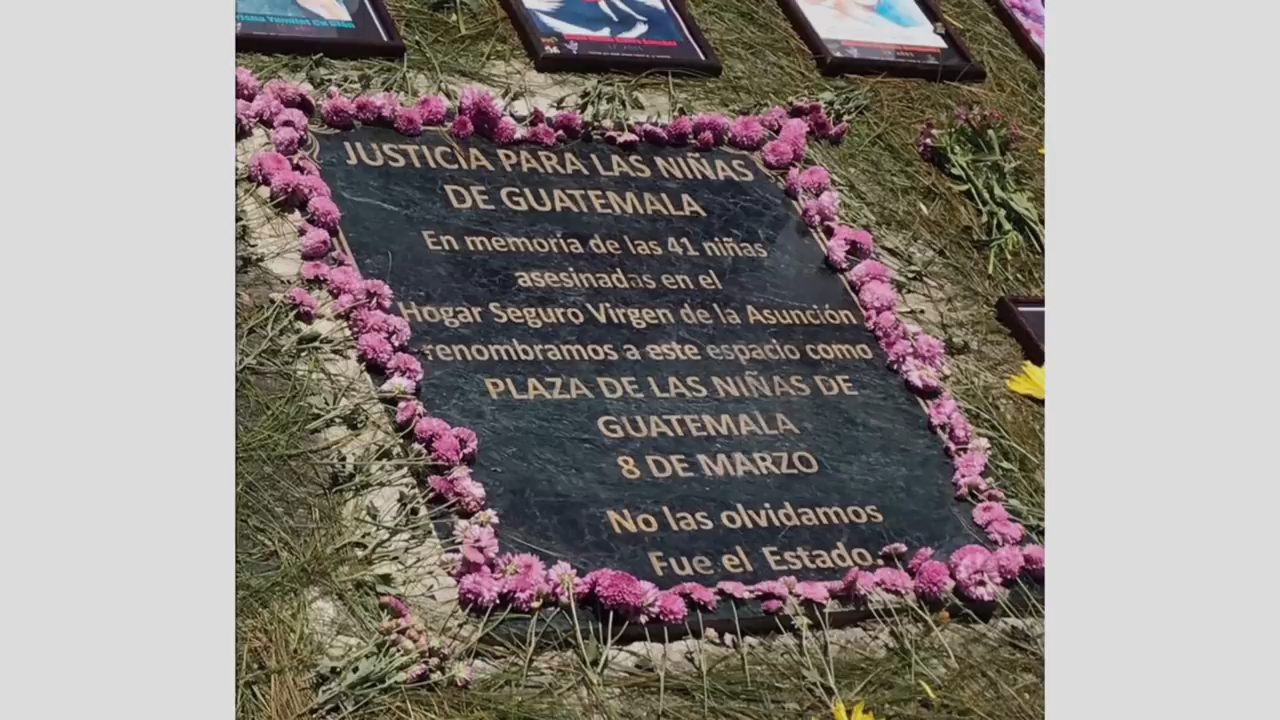 JUSTICIA PARA LAS NIÑAS
DE GUATEMALA
En memoria de las 41 niñas
asesinadas en el
Hogar Seguro Virgen de la Asunción
renombramos a este espacio como
PLAZA DE LAS NIÑAS DE
GUATEMALA
8 DE MARZO
No las olvidamos
Fue el Estado.